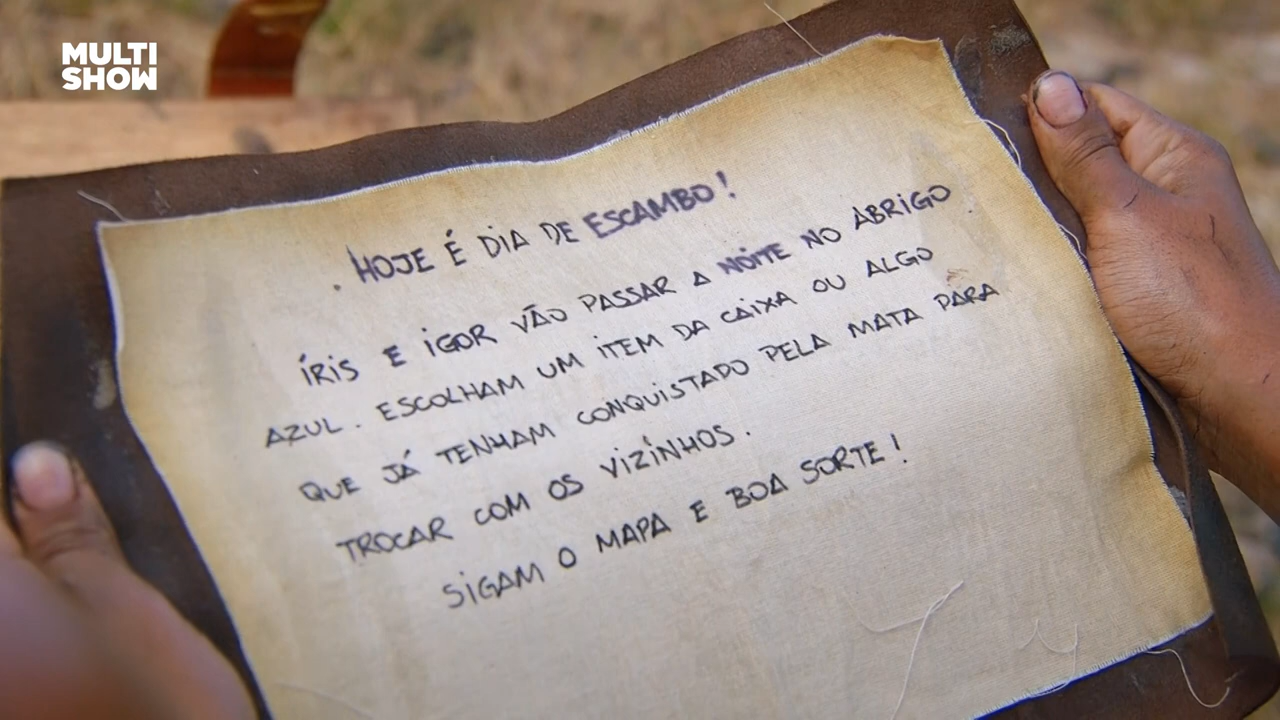 MULTI
SHOW
HOJE É DIA DE ESCAMBO!
ÍRIS E IGOR VÃO PASSAR A NOITE NO ABRIGO
AZUL. ESCOLHAM UM ITEM DA CAIXA OU ALGO
QUE JÁ TENHAM CONQUISTADO PELA MATA PARA
TROCAR COM OS VIZINHOS.
SIGAM O MAPA E BOA SORTE!